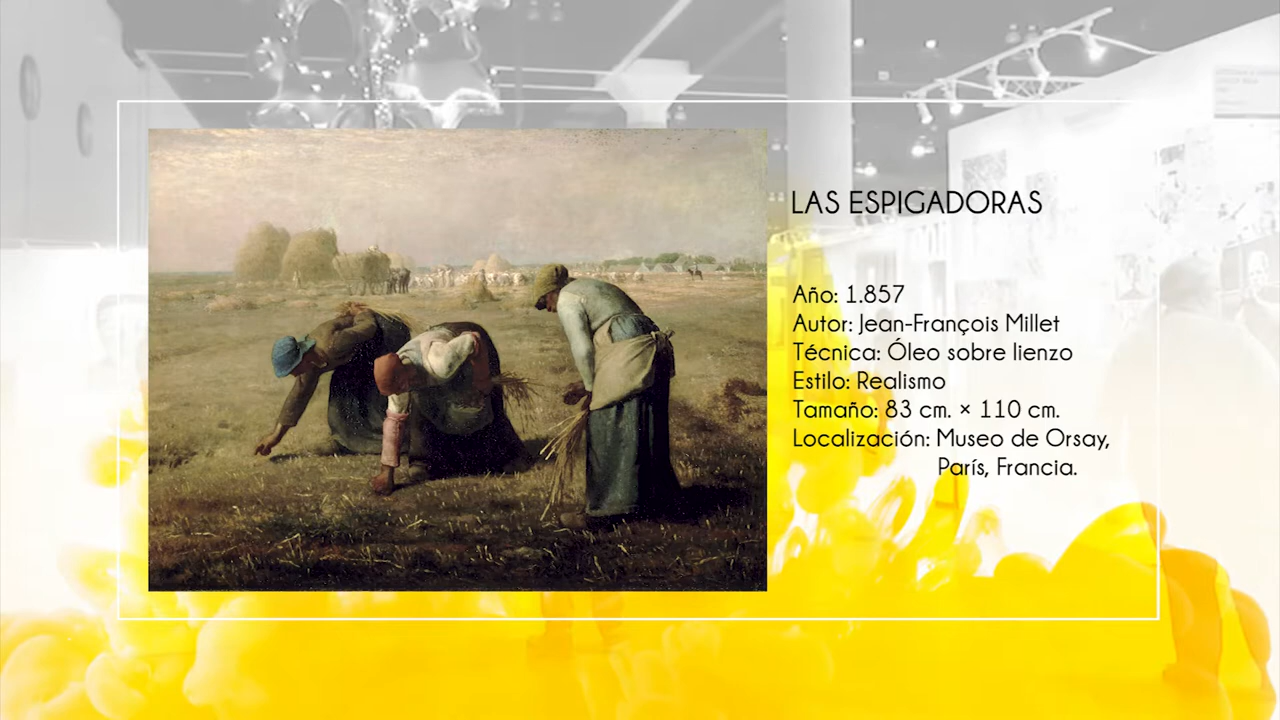 LAS ESPIGADORAS
Año: 1.857
Autor: Jean-François Millet
Técnica: Óleo sobre lienzo
Estilo: Realismo
Tamaño: 83 cm. × 110 cm.
Localización: Museo de Orsay,
París, Francia.